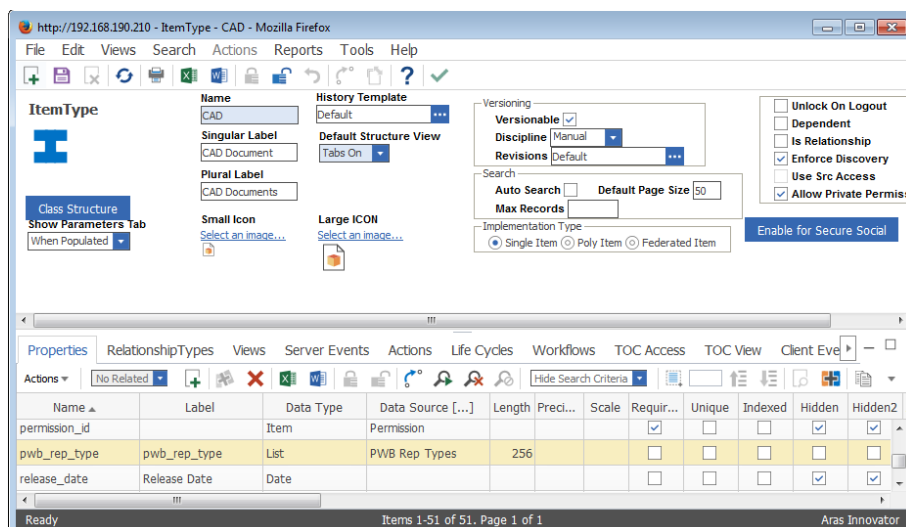 http://192.168.190.210 - ItemType - CAD - Mozilla Firefox
File Edit Views Search Actions Reports Tools Help
ItemType
Name
CAD
History Template
Default
Singular Label
CAD Document
Default Structure View
Tabs On
Plural Label
CAD Documents
Class Structure
Show Parameters Tab
When Populated
Small Icon
Select an image...
Large ICON
Select an image...
Versioning
Versionable
Discipline Manual
Revisions Default
Search
Auto Search Default Page Size 50
Max Records
Implementation Type
Single Item Poly Item Federated Item
Unlock On Logout
Dependent
Is Relationship
Enforce Discovery
Use Src Access
Allow Private Permis
Enable for Secure Social
Properties RelationshipTypes Views Server Events Actions Life Cycles Workflows TOC Access TOC View Client Eve
Actions No Related Hide Search Criteria
Name Label Data Type Data Source [...] Length Preci... Scale Requir... Unique Indexed Hidden Hidden2
permission_id Item Permission
pwb_rep_type pwb_rep_type List PWB Rep Types 256
release_date Release Date Date
Ready Items 1-51 of 51. Page 1 of 1 Aras Innovator